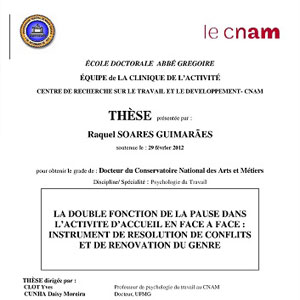 le cnam
ÉCOLE DOCTORALE ABBÉ GREGOIRE
ÉQUIPE de LA CLINIQUE DE L'ACTIVITÉ
CENTRE DE RECHERCHE SUR LE TRAVAIL ET LE DEVELOPPEMENT- CNAM
THÈSE présentée par :
Raquel SOARES GUIMARÃES
soutenue le : 29 février 2012
pour obtenir le grade de : Docteur du Conservatoire National des Arts et Métiers
Discipline/ Spécialité : Psychologie du Travail
LA DOUBLE FONCTION DE LA PAUSE DANS
L'ACTIVITE D'ACCUEIL EN FACE A FACE :
INSTRUMENT DE RESOLUTION DE CONFLITS
ET DE RENOVATION DU GENRE
THÈSE dirigée par :
CLOT Yves Professeur de psychologie du travail au CNAM
CUNHA Daisy Moreira Docteur, UFMG